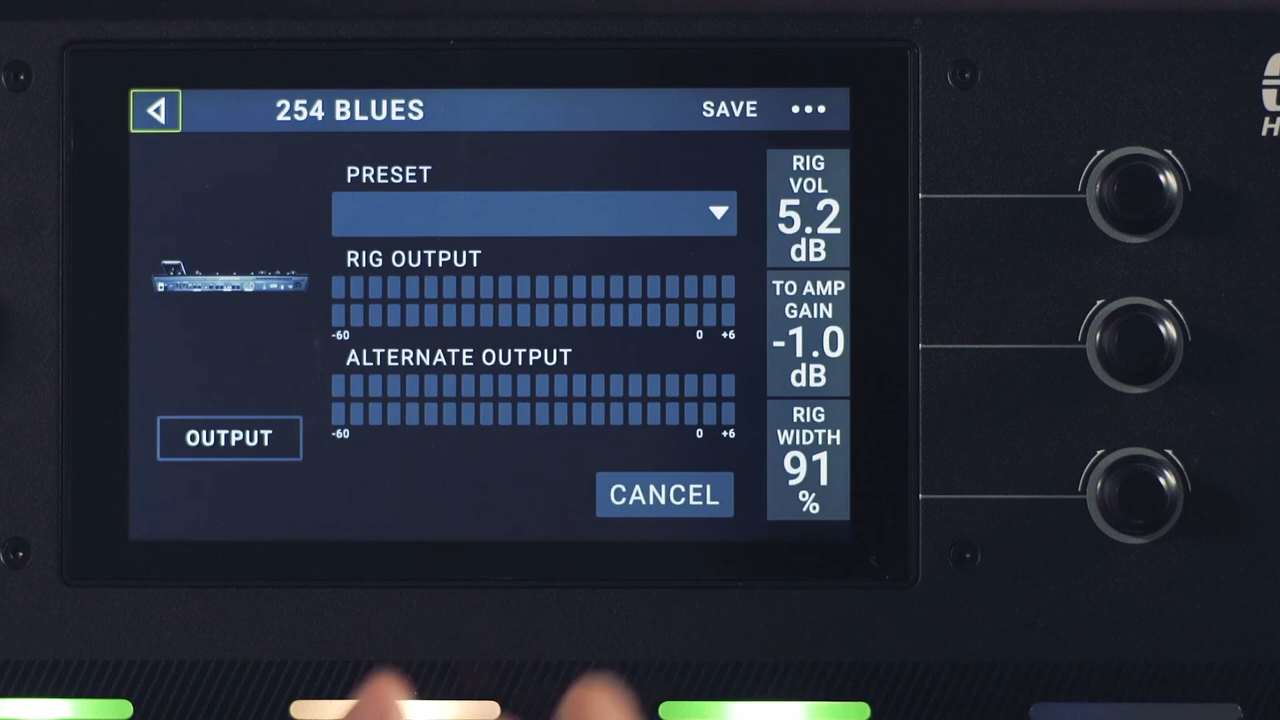 254 BLUES
SAVE
PRESET
RIG OUTPUT
-60 0 +6
ALTERNATE OUTPUT
-60 0 +6
OUTPUT
CANCEL
RIG
VOL
5.2
dB
TO AMP
GAIN
-1.0
dB
RIG
WIDTH
91
%